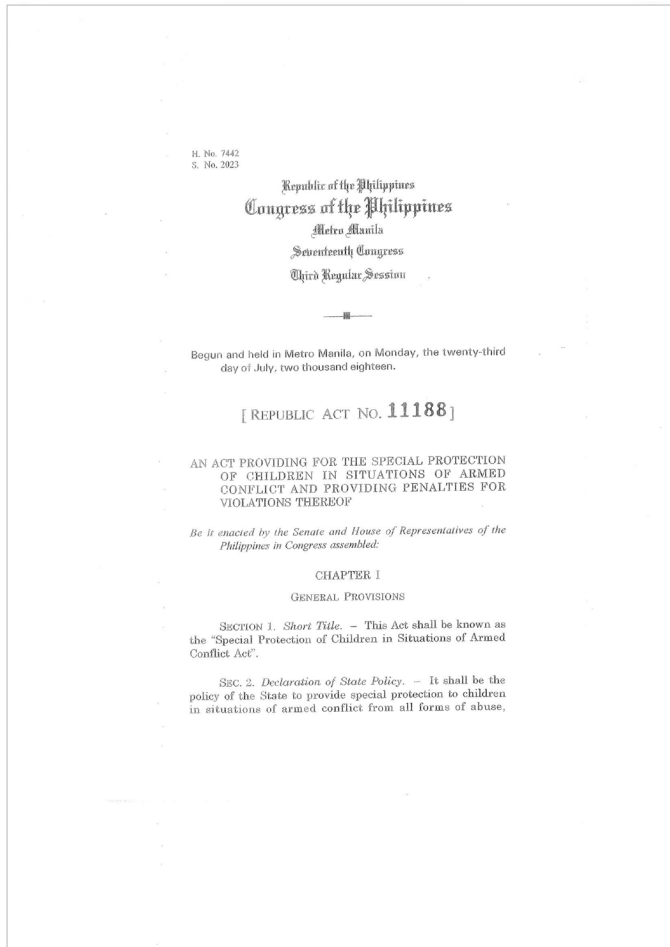 H. No. 7442
S. No. 2023
Republic of the Philippines
Congress of the Philippines
Metro Manila
Seventeenth Congress
Third Regular Session
Begun and held in Metro Manila, on Monday, the twenty-third
day of July, two thousand eighteen.
[ REPUBLIC ACT NO. 11188 ]
AN ACT PROVIDING FOR THE SPECIAL PROTECTION
OF CHILDREN IN SITUATIONS OF ARMED
CONFLICT AND PROVIDING PENALTIES FOR
VIOLATIONS THEREOF
Be it enacted by the Senate and House of Representatives of the
Philippines in Congress assembled:
CHAPTER I
GENERAL PROVISIONS
SECTION 1. Short Title. – This Act shall be known as
the “Special Protection of Children in Situations of Armed
Conflict Act”.
SEC. 2. Declaration of State Policy. – It shall be the
policy of the State to provide special protection to children
in situations of armed conflict from all forms of abuse,